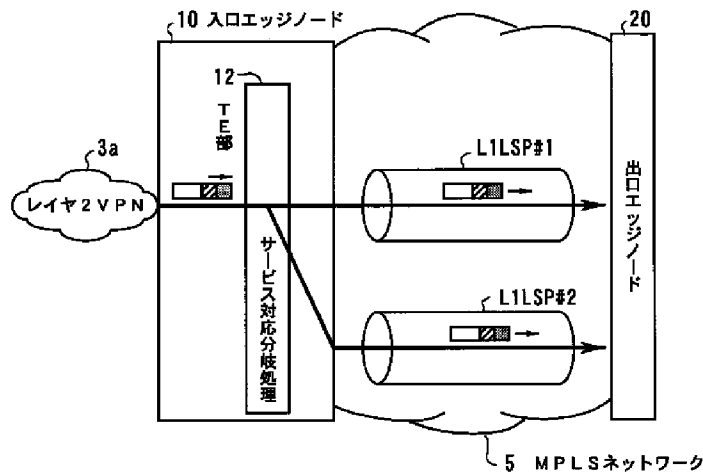 10 入口エッジノード
20
12
TE部
3a
L1LSP#1
レイヤ2VPN
出口エッジノード
サービス対応分岐処理
L1LSP#2
5 MPLSネットワーク